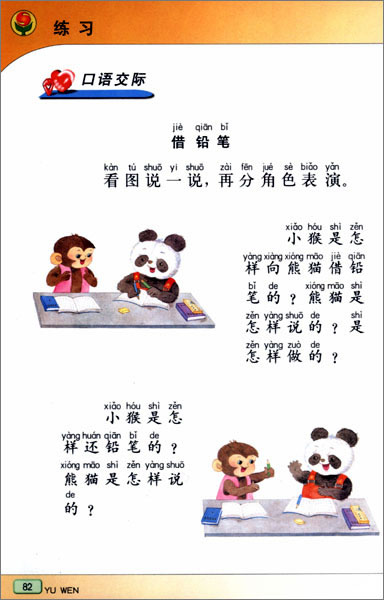 练习
口语交际
jiè qiān bǐ
借铅笔
kàn tú shuō yi shuō zài fēn jué sè biǎo yǎn
看图说一说，再分角色表演。
xiǎo hóu shì zěn
小猴是怎
yàng xiàng xióng māo jiè qiān
样向熊猫借铅
bǐ de xióng māo shì
笔的？熊猫是
zěn yàng shuō de shì
怎样说的？是
zěn yàng zuò de
怎样做的？
xiǎo hóu shì zěn
小猴是怎
yàng huán qiān bǐ de
样还铅笔的？
xióng māo shì zěn yàng shuō
熊猫是怎样说
de
的？
82 YU WEN